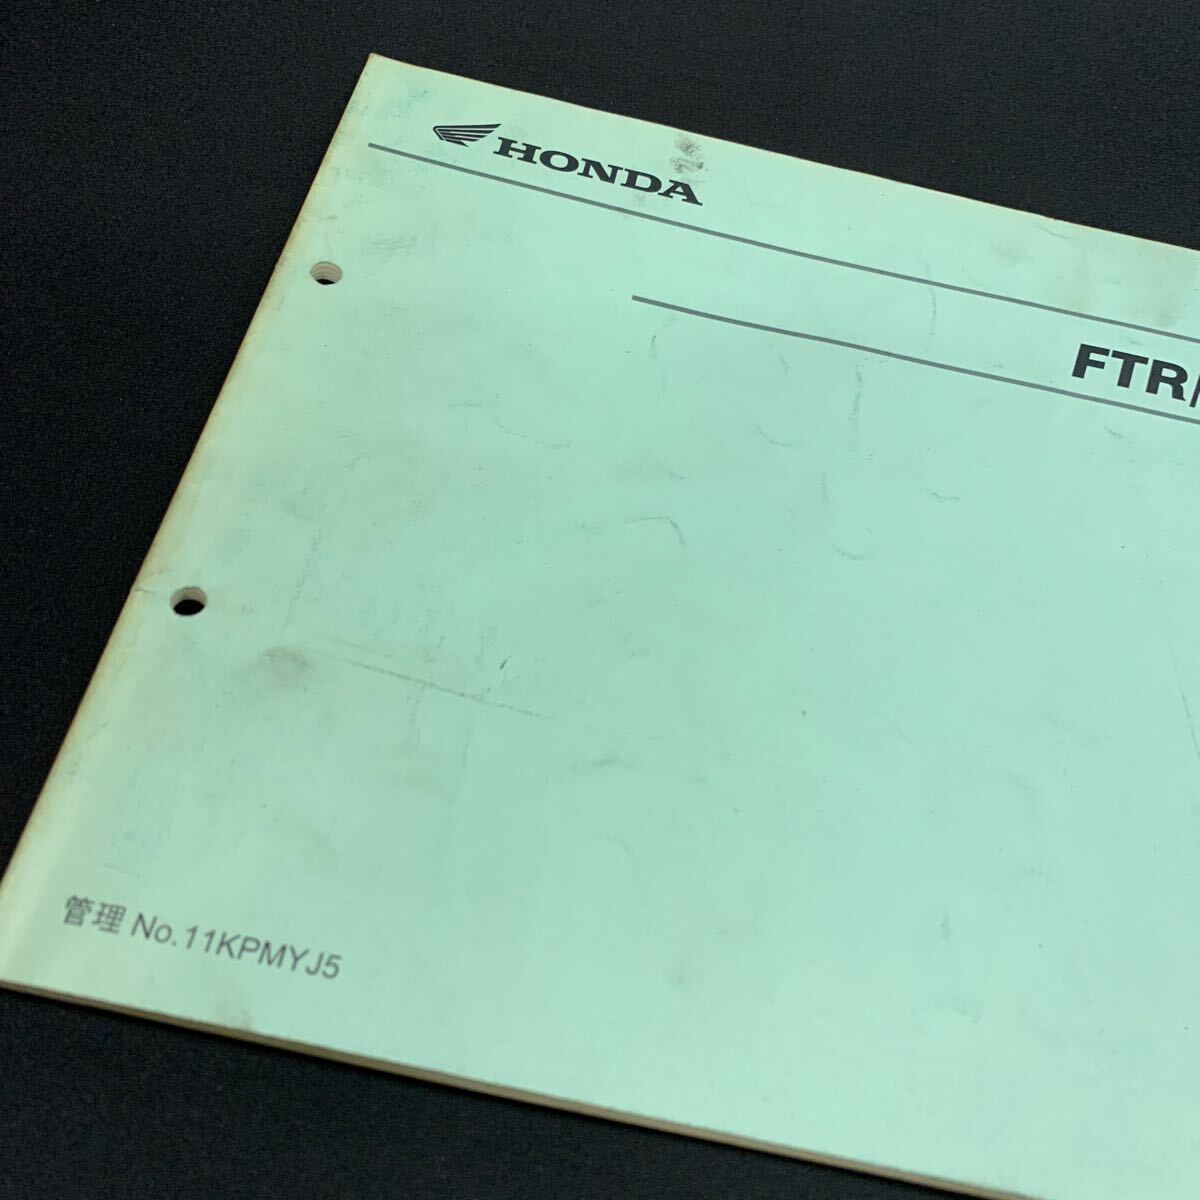 HONDA
FTR/
管理 No.11KPMYJ5